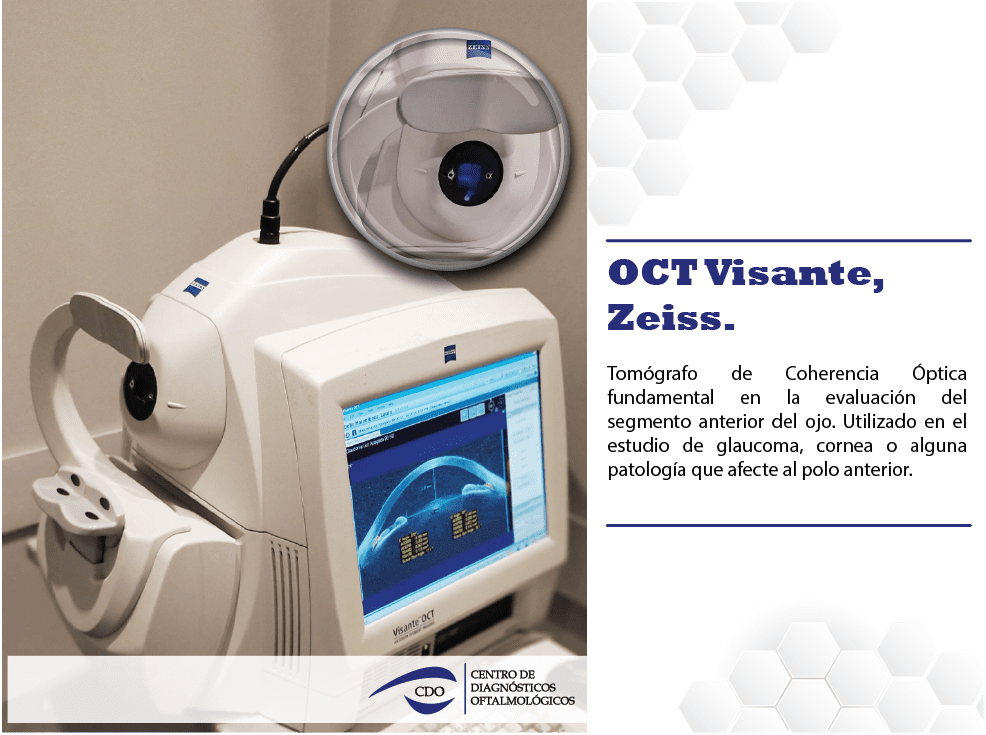 ZEISS
OCT Visante,
Zeiss.
Tomógrafo de Coherencia Óptica
fundamental en la evaluación del
segmento anterior del ojo. Utilizado en el
estudio de glaucoma, cornea o alguna
patología que afecte al polo anterior.
ZEISS
ZEISS
Visante OCT
CDO
CENTRO DE
DIAGNÓSTICOS
OFTALMOLÓGICOS